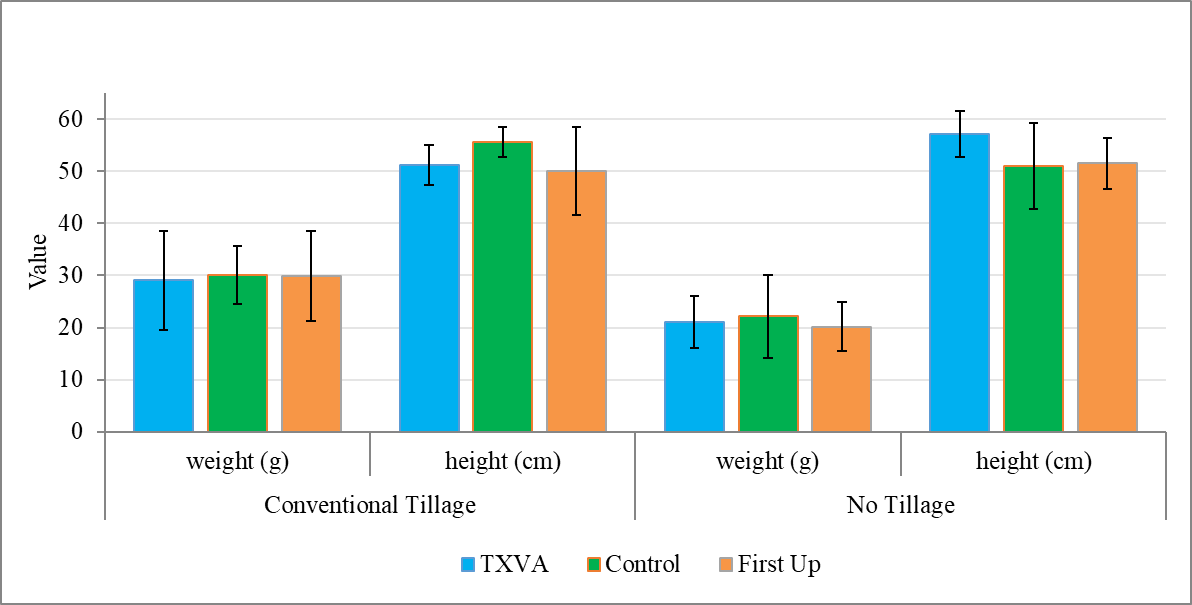 60
50
40
30
20
10
0
Value
weight (g) height (cm) weight (g) height (cm)
Conventional Tillage No Tillage
TXVA Control First Up